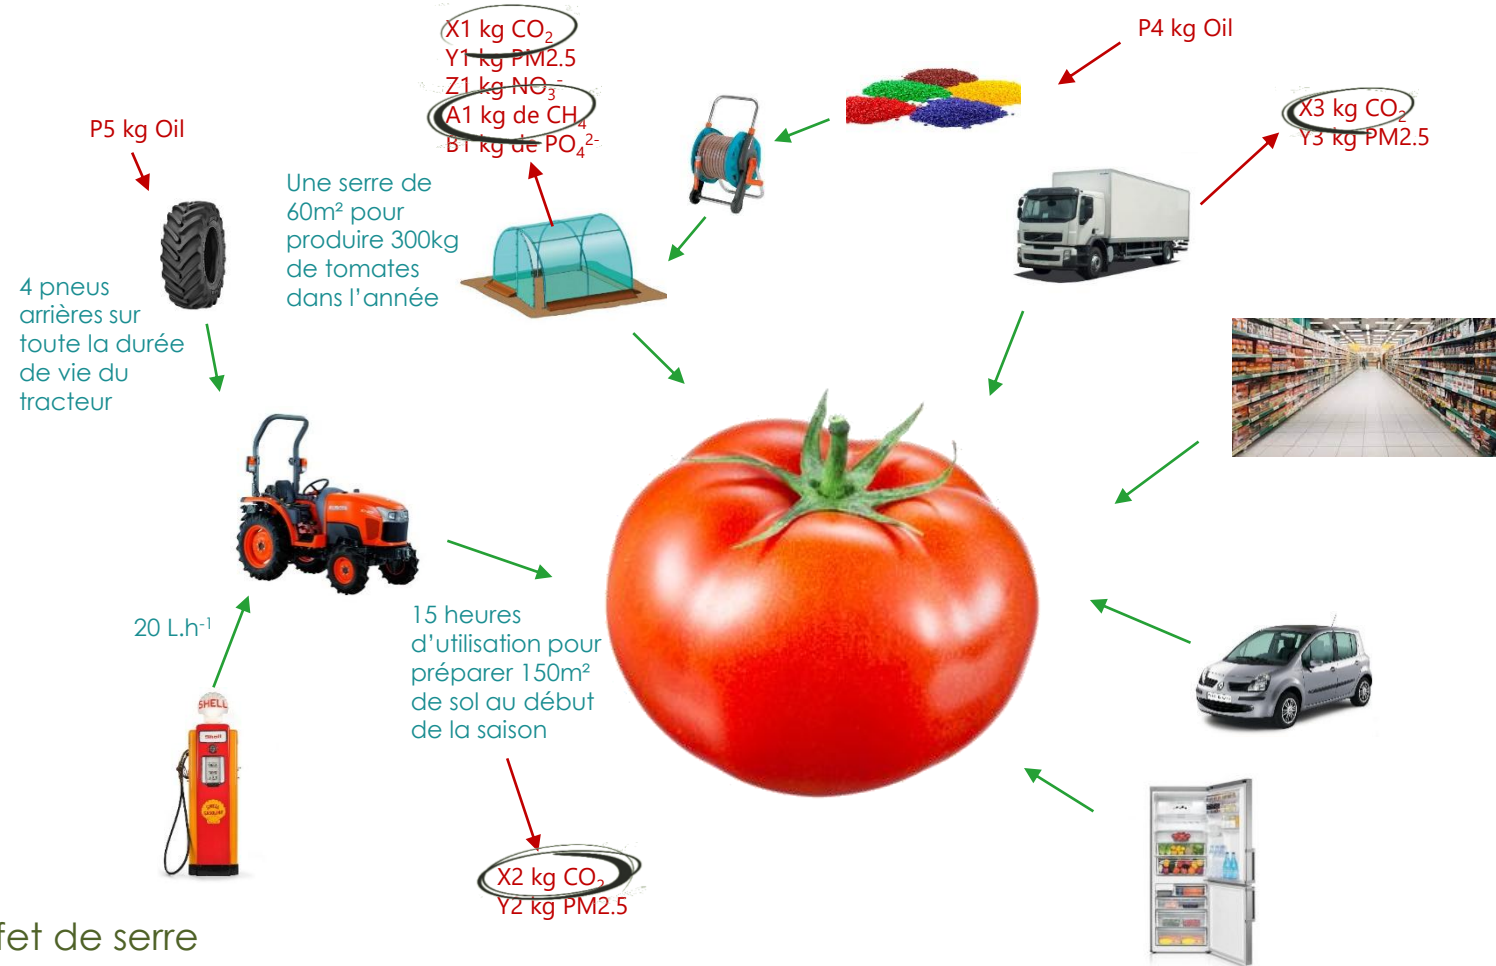 X1 kg CO₂
Y1 kg PM2.5
Z1 kg NO₃⁻
A1 kg de CH₄
B1 kg de PO₄²⁻
P4 kg Oil
X3 kg CO₂
Y3 kg PM2.5
P5 kg Oil
Une serre de
60m² pour
produire 300kg
de tomates
dans l’année
4 pneus
arrières sur
toute la durée
de vie du
tracteur
20 L.h⁻¹
15 heures
d’utilisation pour
préparer 150m²
de sol au début
de la saison
SHELL
Shell
X2 kg CO₂
Y2 kg PM2.5
fet de serre